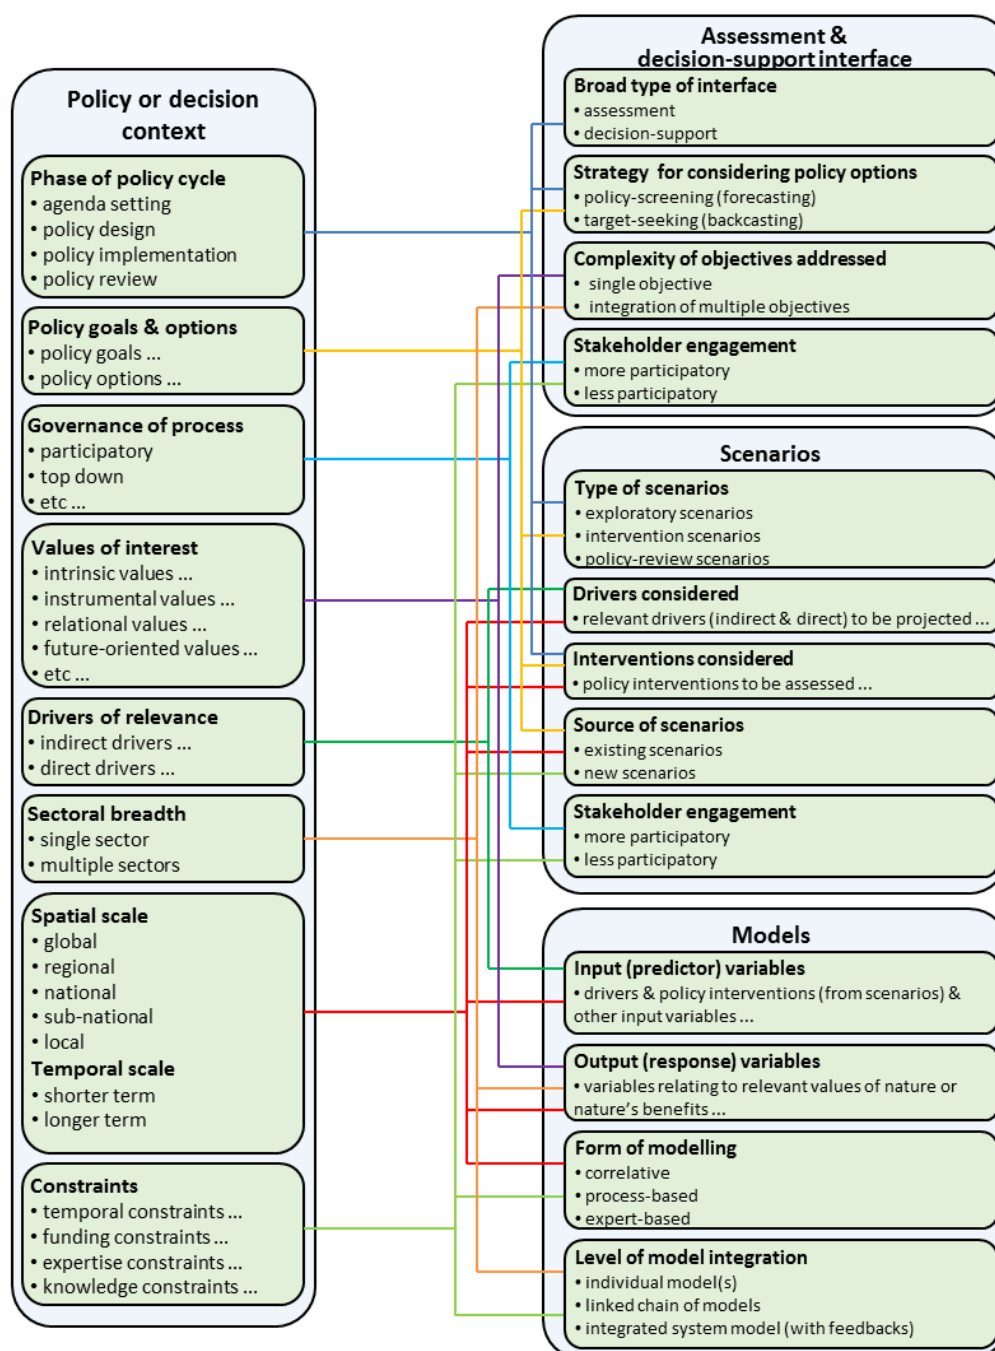 Policy or decision
context
Phase of policy cycle
• agenda setting
• policy design
• policy implementation
• policy review
Policy goals & options
• policy goals ...
• policy options ...
Governance of process
• participatory
• top down
• etc ...
Values of interest
• intrinsic values ...
• instrumental values ...
• relational values ...
• future-oriented values ...
• etc ...
Drivers of relevance
• indirect drivers ...
• direct drivers ...
Sectoral breadth
• single sector
• multiple sectors
Spatial scale
• global
• regional
• national
• sub-national
• local
Temporal scale
• shorter term
• longer term
Constraints
• temporal constraints ...
• funding constraints ...
• expertise constraints ...
• knowledge constraints ...
Assessment &
decision-support interface
Broad type of interface
• assessment
• decision-support
Strategy for considering policy options
• policy-screening (forecasting)
• target-seeking (backcasting)
Complexity of objectives addressed
• single objective
• integration of multiple objectives
Stakeholder engagement
• more participatory
• less participatory
Scenarios
Type of scenarios
• exploratory scenarios
• intervention scenarios
• policy-review scenarios
Drivers considered
• relevant drivers (indirect & direct) to be projected ...
Interventions considered
• policy interventions to be assessed ...
Source of scenarios
• existing scenarios
• new scenarios
Stakeholder engagement
• more participatory
• less participatory
Models
Input (predictor) variables
• drivers & policy interventions (from scenarios) &
other input variables ...
Output (response) variables
• variables relating to relevant values of nature or
nature's benefits ...
Form of modelling
• correlative
• process-based
• expert-based
Level of model integration
• individual model(s)
• linked chain of models
• integrated system model (with feedbacks)